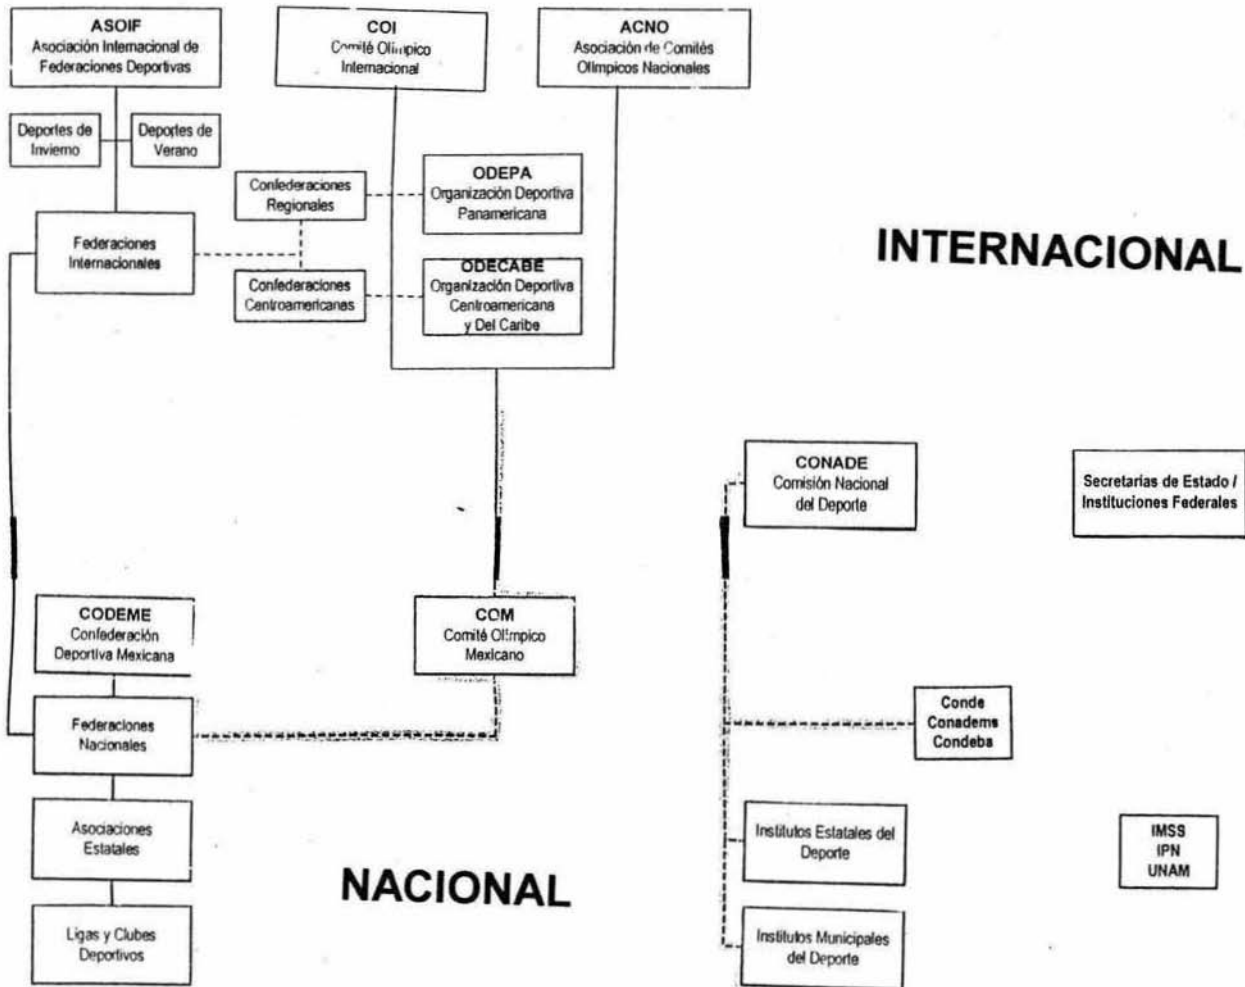 ASOIF
Asociación Internacional de
Federaciones Deportivas
COI
Comité Olímpico
Internacional
ACNO
Asociación de Comités
Olímpicos Nacionales
Deportes de
Invierno
Deportes de
Verano
Confederaciones
Regionales
ODEPA
Organización Deportiva
Panamericana
Federaciones
Internacionales
INTERNACIONAL
Confederaciones
Centroamericanas
ODECABE
Organización Deportiva
Centroamericana
y Del Caribe
CONADE
Comisión Nacional
del Deporte
Secretarias de Estado /
Instituciones Federales
CODEME
Confederación
Deportiva Mexicana
COM
Comité Olímpico
Mexicano
Federaciones
Nacionales
Conde
Conadems
Condeba
Asociaciones
Estatales
Institutos Estatales del
Deporte
IMSS
IPN
UNAM
NACIONAL
Ligas y Clubes
Deportivos
Institutos Municipales
del Deporte